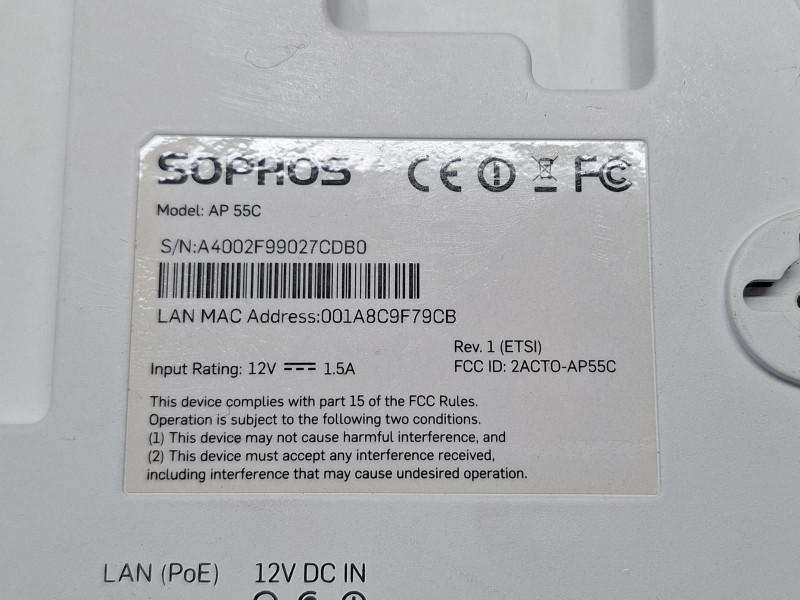 SOPHOS
Model: AP 55C
S/N:A4002F99027CDB0
LAN MAC Address:001A8C9F79CB
Rev. 1 (ETSI)
Input Rating: 12V 1.5A
FCC ID: 2ACTO-AP55C
This device complies with part 15 of the FCC Rules.
Operation is subject to the following two conditions.
(1) This device may not cause harmful interference, and
(2) This device must accept any interference received,
including interference that may cause undesired operation.
LAN (PoE) 12V DC IN